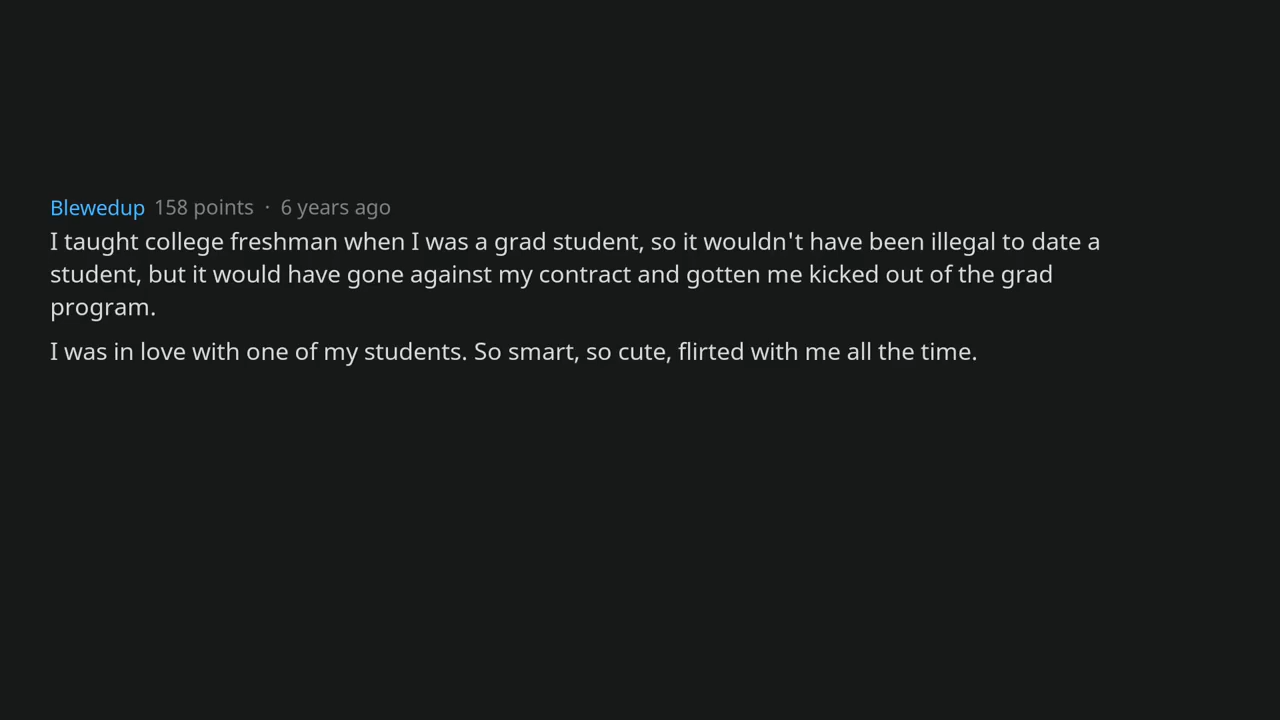 Blewedup 158 points · 6 years ago
I taught college freshman when I was a grad student, so it wouldn't have been illegal to date a
student, but it would have gone against my contract and gotten me kicked out of the grad
program.
I was in love with one of my students. So smart, so cute, flirted with me all the time.